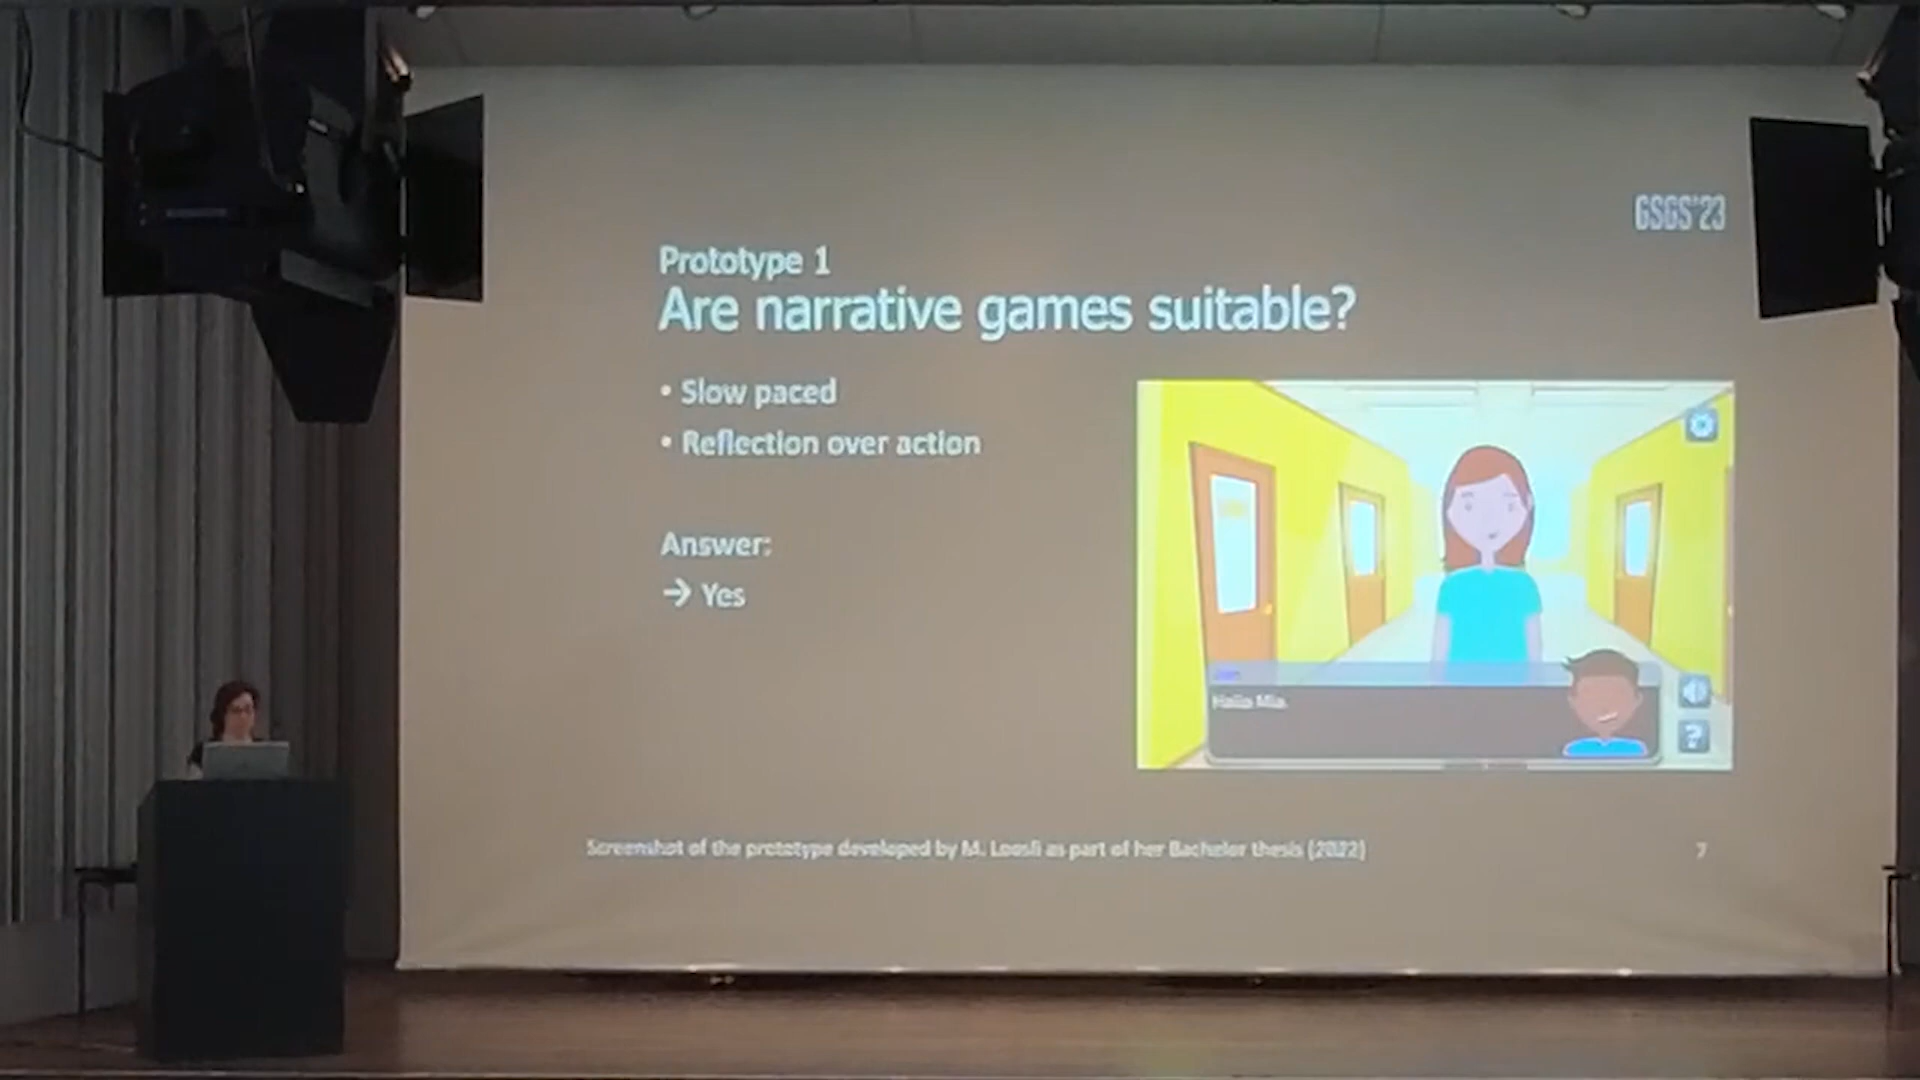 GSGS'23
Prototype 1
Are narrative games suitable?
• Slow paced
• Reflection over action
Answer:
→ Yes
Hallo Mia.
?
Screenshot of the prototype developed by M. Loosli as part of her Bachelor thesis (2022)
7